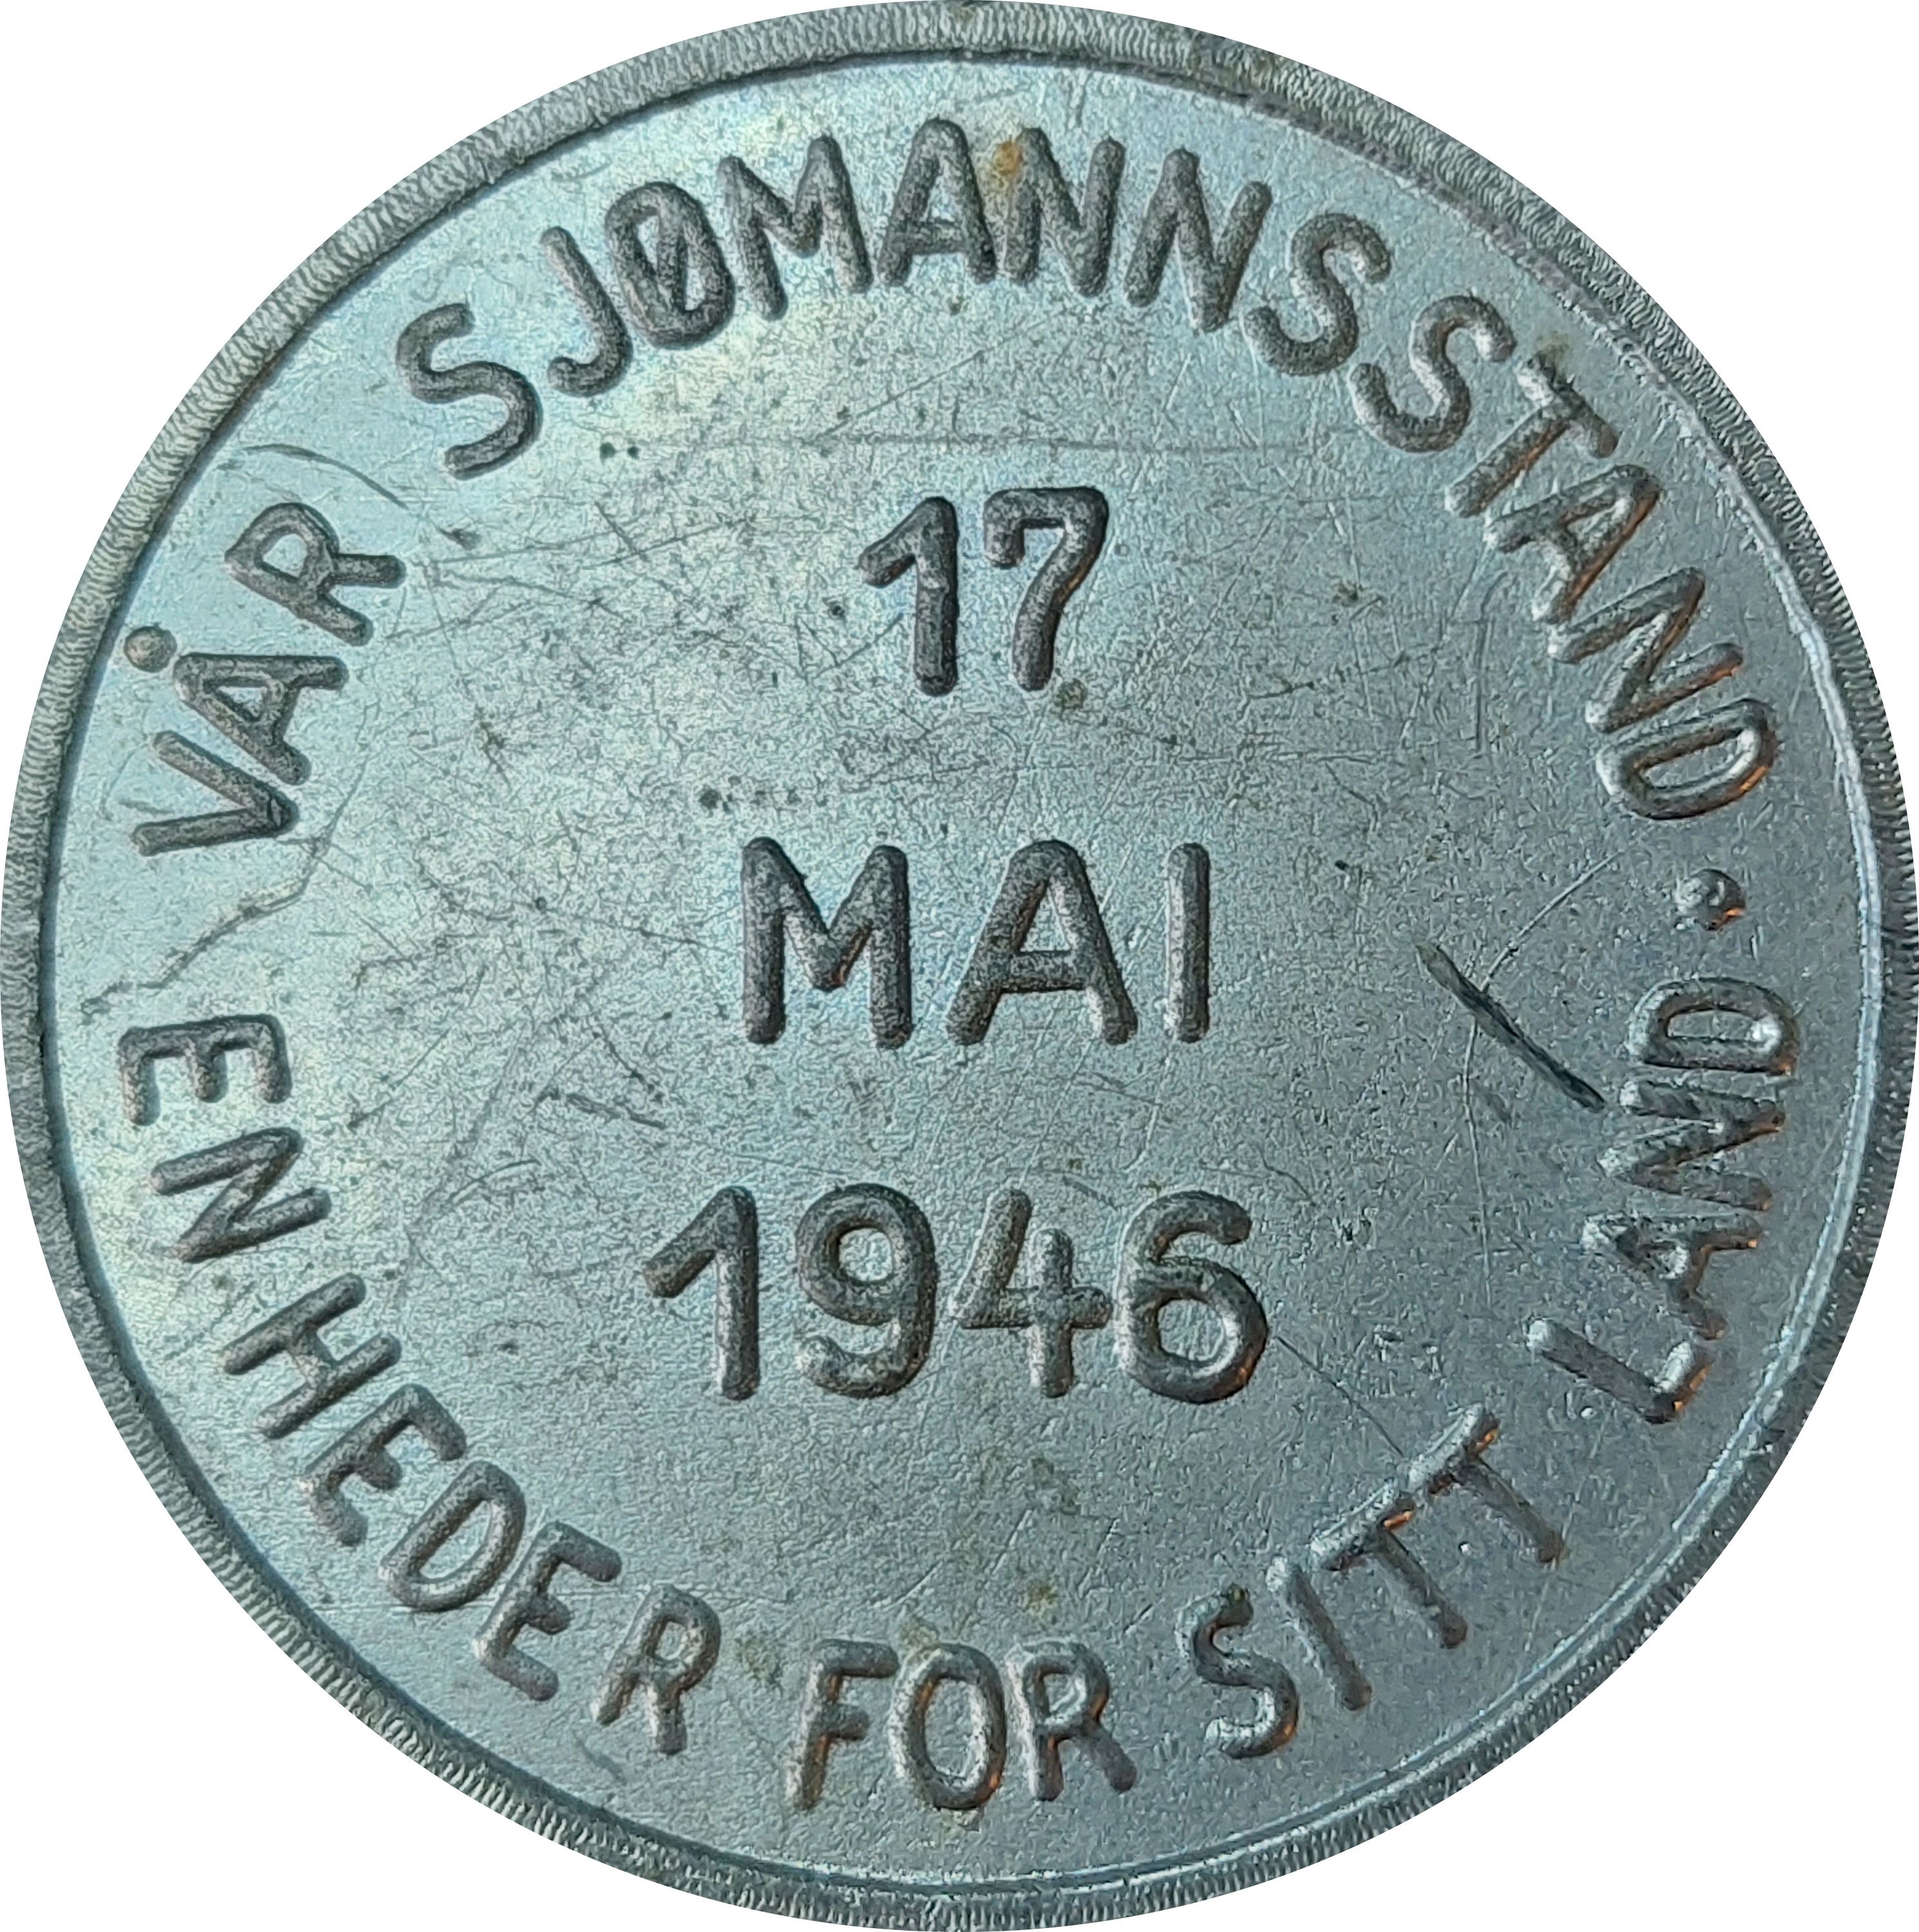 VÅR SJØMANNSSTAND · EN HEDER FOR SITT LAND
17
MAI
1946